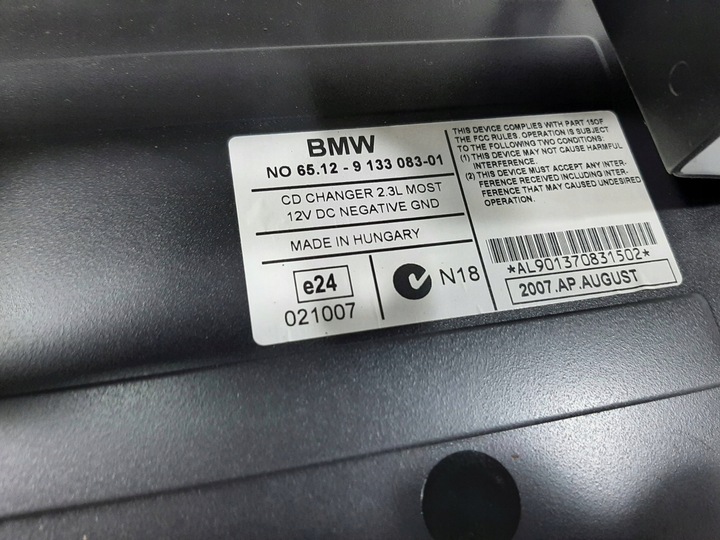 BMW
NO 65.12 - 9 133 083-01
CD CHANGER 2.3L MOST
12V DC NEGATIVE GND
MADE IN HUNGARY
e24
021007
N18
THIS DEVICE COMPLIES WITH PART 15OF
THE FCC RULES. OPERATION IS SUBJECT
TO THE FOLLOWING TWO CONDITIONS:
(1) THIS DEVICE MAY NOT CAUSE HARMFUL
INTERFERENCE.
(2) THIS DEVICE MUST ACCEPT ANY INTER-
FERENCE RECEIVED INCLUDING INTER-
FERENCE THAT MAY CAUSED UNDESIRED
OPERATION.
*AL901370831502*
2007.AP.AUGUST